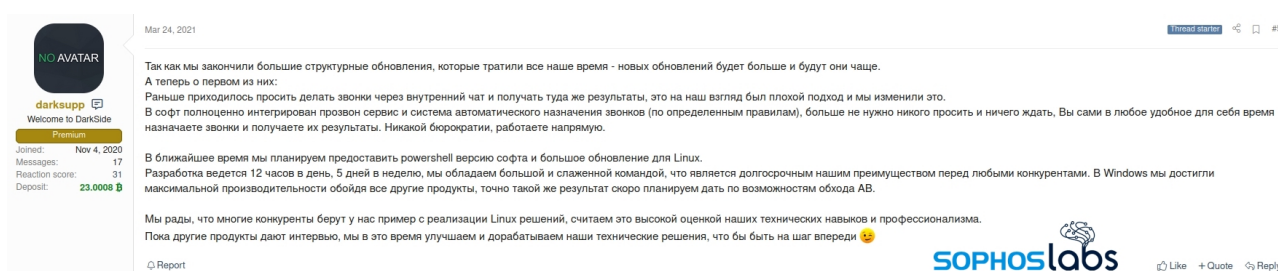 Mar 24, 2021
Thread starter
NO AVATAR
darksupp
Welcome to DarkSide
Premium
Joined: Nov 4, 2020
Messages: 17
Reaction score: 31
Deposit: 23.0008 ₿
Так как мы закончили большие структурные обновления, которые тратили все наше время - новых обновлений будет больше и будут они чаще.
А теперь о первом из них:
Раньше приходилось просить делать звонки через внутренний чат и получать туда же результаты, это на наш взгляд был плохой подход и мы изменили это.
В софт полноценно интегрирован прозвон сервис и система автоматического назначения звонков (по определенным правилам), больше не нужно никого просить и ничего ждать, Вы сами в любое удобное для себя время
назначаете звонки и получаете их результаты. Никакой бюрократии, работаете напрямую.
В ближайшее время мы планируем предоставить powershell версию софта и большое обновление для Linux.
Разработка ведется 12 часов в день, 5 дней в неделю, мы обладаем большой и слаженной командой, что является долгосрочным нашим преимуществом перед любыми конкурентами. В Windows мы достигли
максимальной производительности обойдя все другие продукты, точно такой же результат скоро планируем дать по возможностям обхода АВ.
Мы рады, что многие конкуренты берут у нас пример с реализации Linux решений, считаем это высокой оценкой наших технических навыков и профессионализма.
Пока другие продукты дают интервью, мы в это время улучшаем и дорабатываем наши технические решения, что бы быть на шаг впереди
SOPHOSlabs
Report
Like + Quote Reply